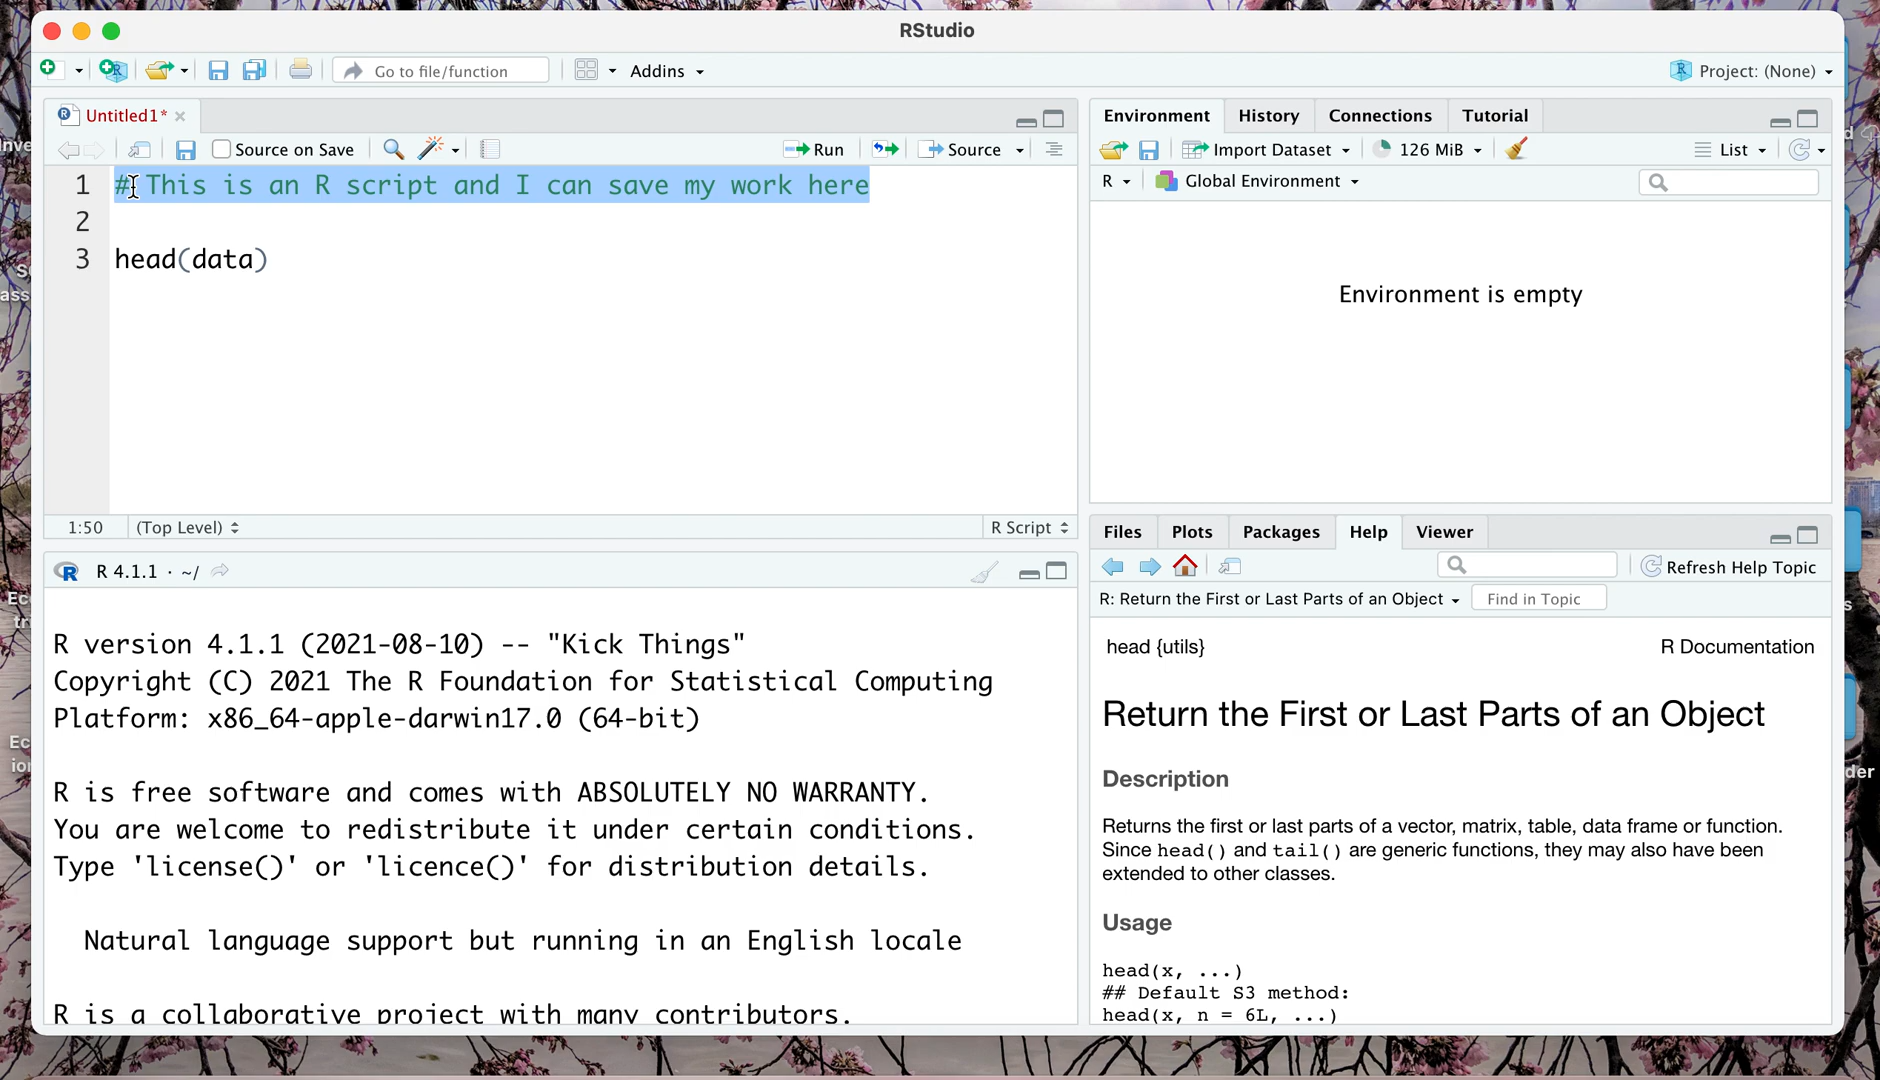 RStudio
Go to file/function
Addins
Project: (None)
Untitled1*
Source on Save
Run
Source
1 # This is an R script and I can save my work here
2
3 head(data)
1:50 (Top Level) R Script
R 4.1.1 · ~/
R version 4.1.1 (2021-08-10) -- "Kick Things"
Copyright (C) 2021 The R Foundation for Statistical Computing
Platform: x86_64-apple-darwin17.0 (64-bit)
R is free software and comes with ABSOLUTELY NO WARRANTY.
You are welcome to redistribute it under certain conditions.
Type 'license()' or 'licence()' for distribution details.
Natural language support but running in an English locale
R is a collaborative project with many contributors.
Environment History Connections Tutorial
Import Dataset 126 MiB List
R Global Environment
Environment is empty
Files Plots Packages Help Viewer
Refresh Help Topic
R: Return the First or Last Parts of an Object Find in Topic
head {utils} R Documentation
Return the First or Last Parts of an Object
Description
Returns the first or last parts of a vector, matrix, table, data frame or function.
Since head() and tail() are generic functions, they may also have been
extended to other classes.
Usage
head(x, ...)
## Default S3 method:
head(x, n = 6L, ...)